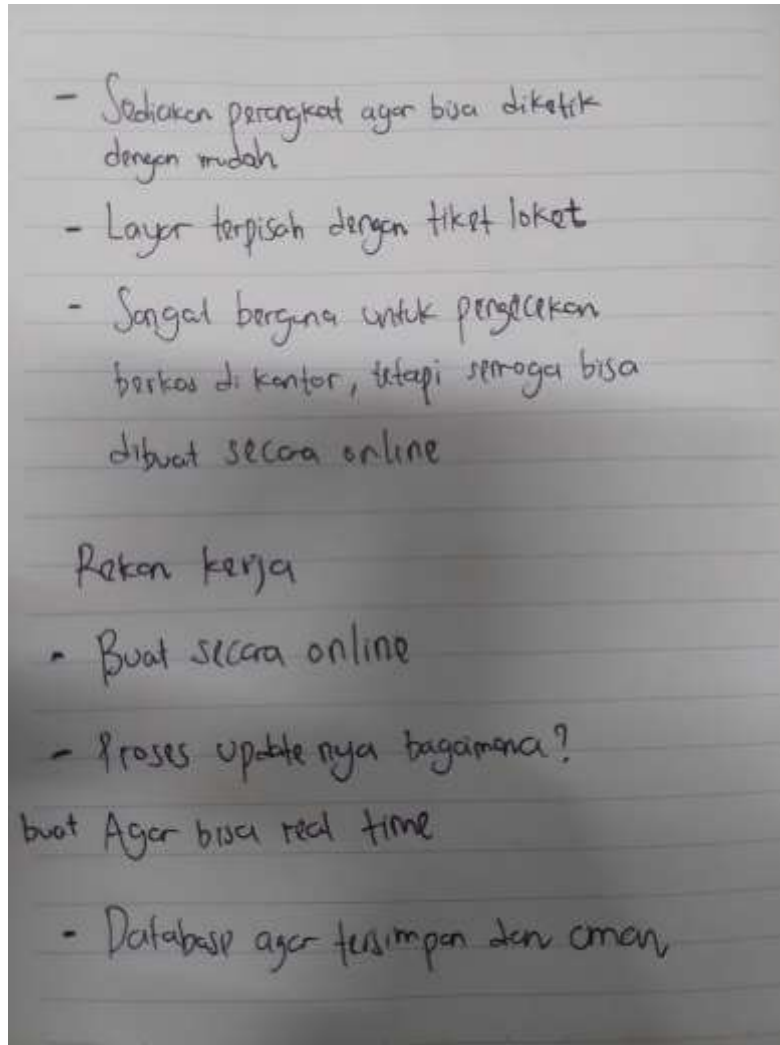 - Sediakan perangkat agar bisa diketik
dengan mudah
- Layar terpisah dengan tiket loket
- Sangat berguna untuk pengecekan
berkas di kantor, tetapi semoga bisa
dibuat secara online
Rekan kerja
- Buat secara online
- Proses update nya bagaimana?
buat Agar bisa real time
- Database agar tersimpan dan aman